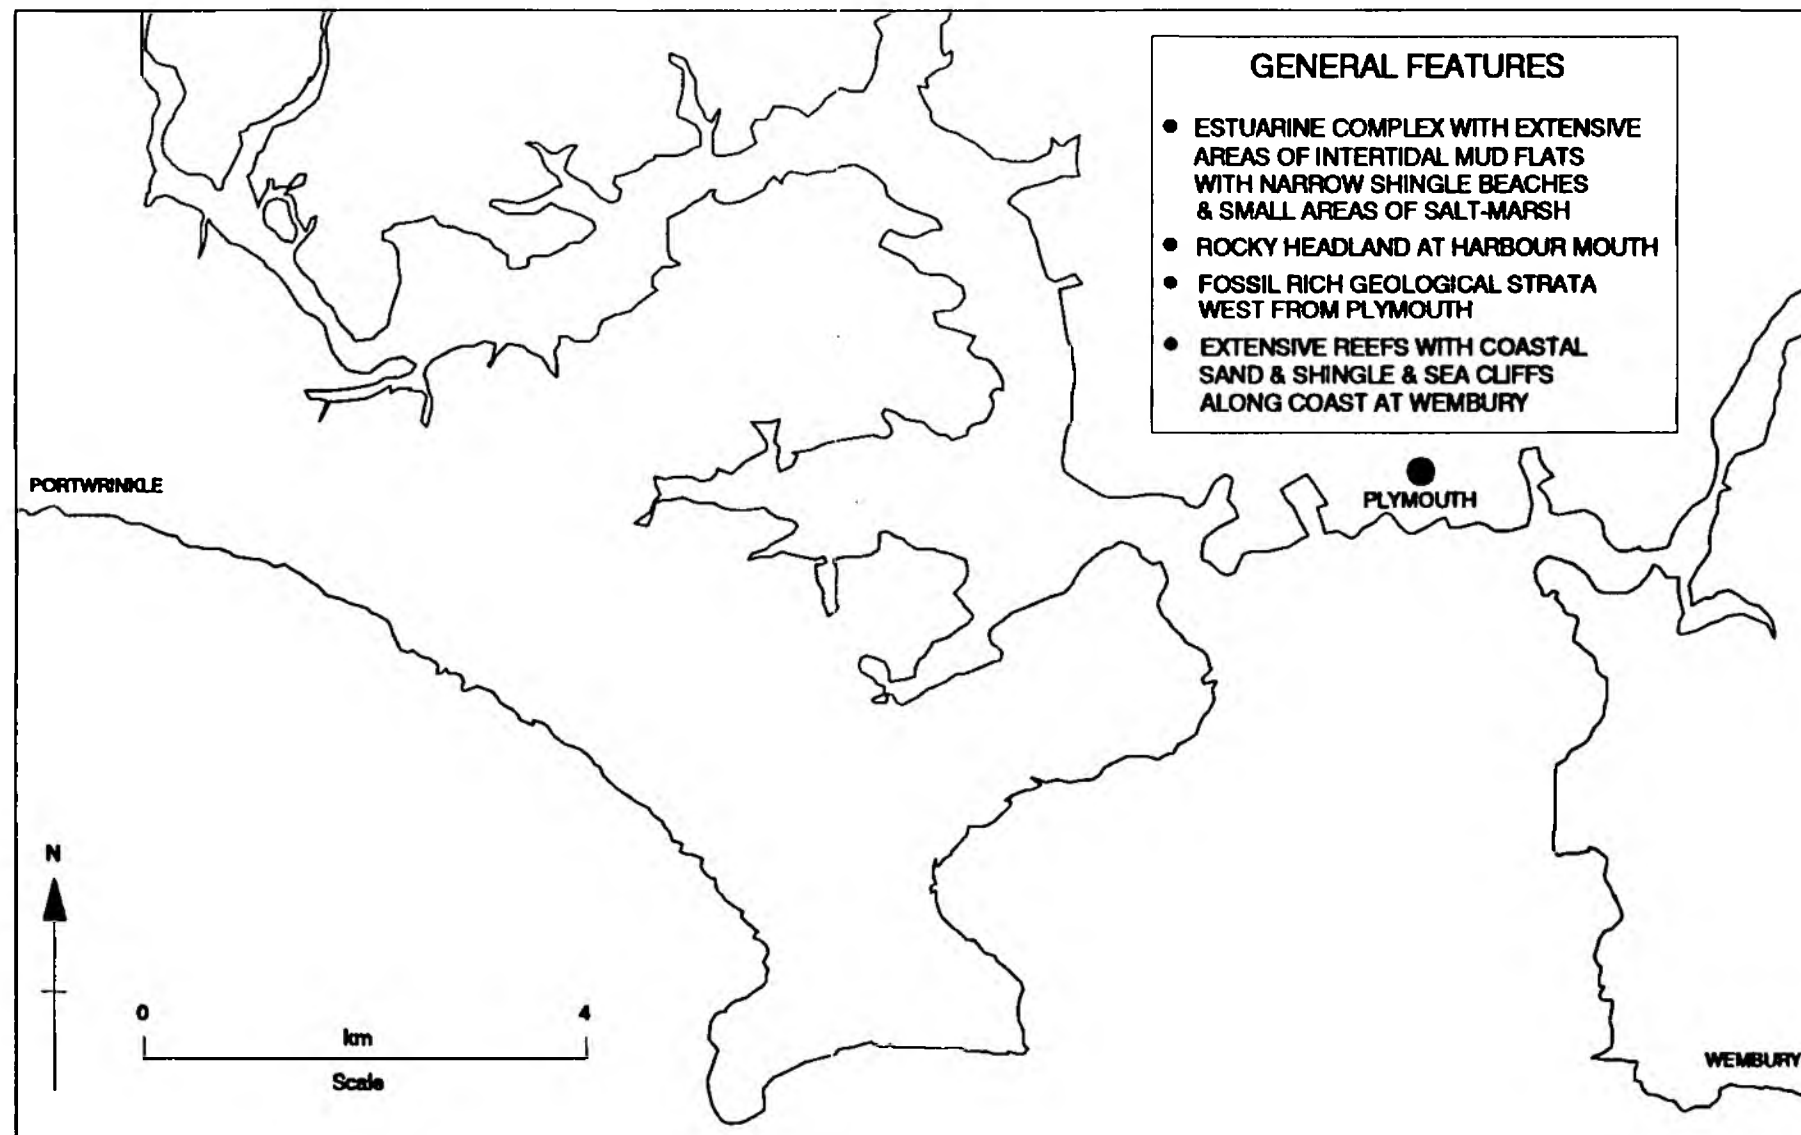 GENERAL FEATURES
● ESTUARINE COMPLEX WITH EXTENSIVE
AREAS OF INTERTIDAL MUD FLATS
WITH NARROW SHINGLE BEACHES
& SMALL AREAS OF SALT-MARSH
● ROCKY HEADLAND AT HARBOUR MOUTH
● FOSSIL RICH GEOLOGICAL STRATA
WEST FROM PLYMOUTH
● EXTENSIVE REEFS WITH COASTAL
SAND & SHINGLE & SEA CLIFFS
ALONG COAST AT WEMBURY
PORTWRINKLE
PLYMOUTH
N
0 4
km
Scale
WEMBURY